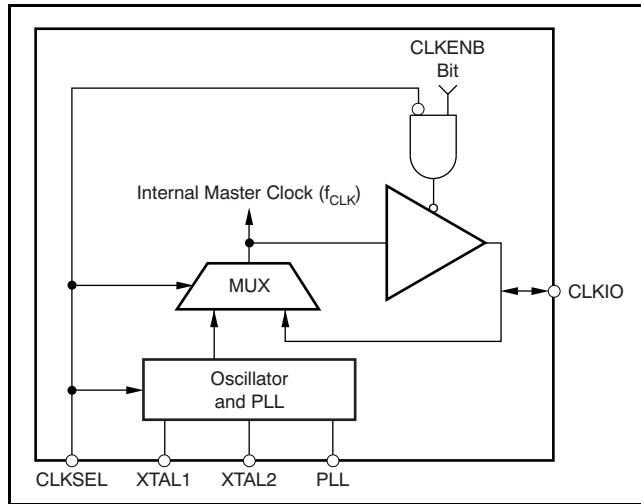 CLKENB
Bit
Internal Master Clock (fCLK)
MUX
CLKIO
Oscillator
and PLL
CLKSEL
XTAL1
XTAL2
PLL